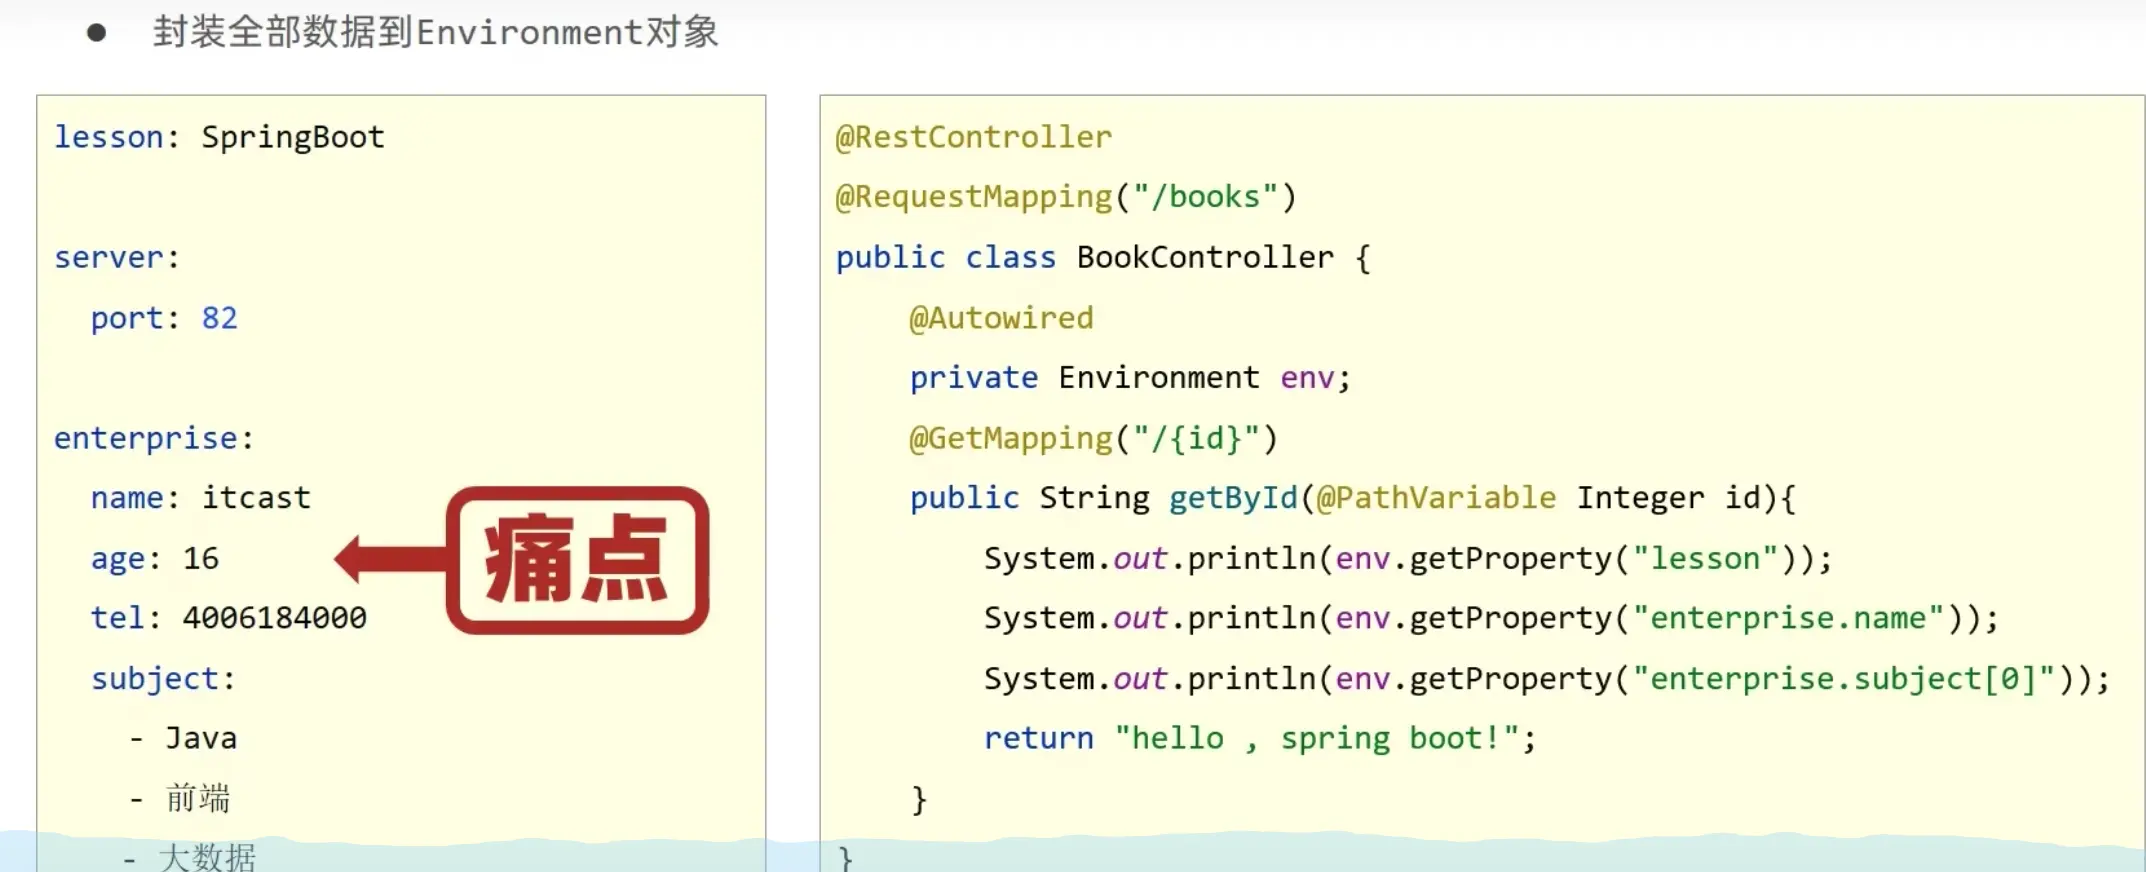 ● 封装全部数据到Environment对象
lesson: SpringBoot
server:
  port: 82
enterprise:
  name: itcast
  age: 16
  tel: 4006184000
  subject:
    - Java
    - 前端
    - 大数据
痛点
@RestController
@RequestMapping("/books")
public class BookController {
    @Autowired
    private Environment env;
    @GetMapping("/{id}")
    public String getById(@PathVariable Integer id){
        System.out.println(env.getProperty("lesson"));
        System.out.println(env.getProperty("enterprise.name"));
        System.out.println(env.getProperty("enterprise.subject[0]"));
        return "hello , spring boot!";
    }
}